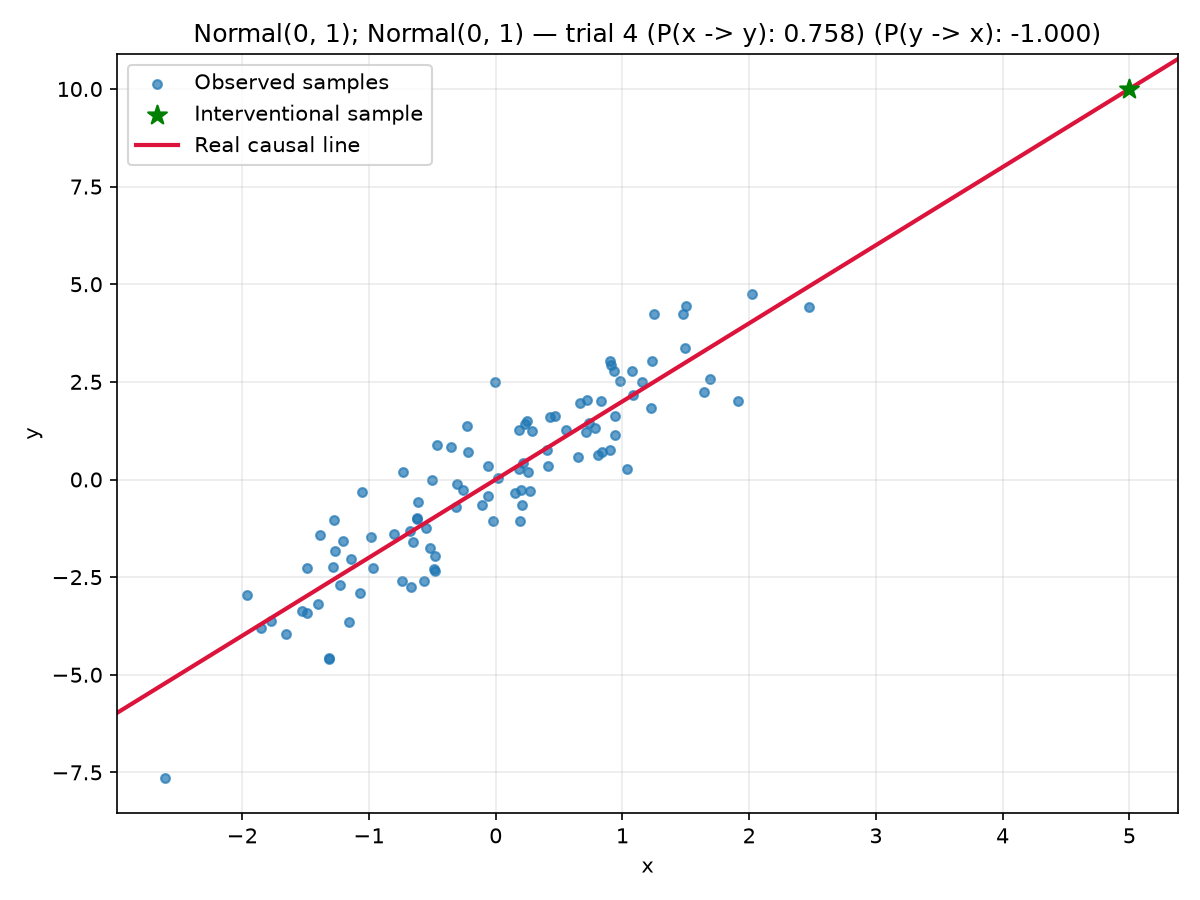 Normal(0, 1); Normal(0, 1) — trial 4 (P(x -> y): 0.758) (P(y -> x): -1.000)
Observed samples
Interventional sample
Real causal line
10.0
7.5
5.0
2.5
0.0
−2.5
−5.0
−7.5
y
−2 −1 0 1 2 3 4 5
x